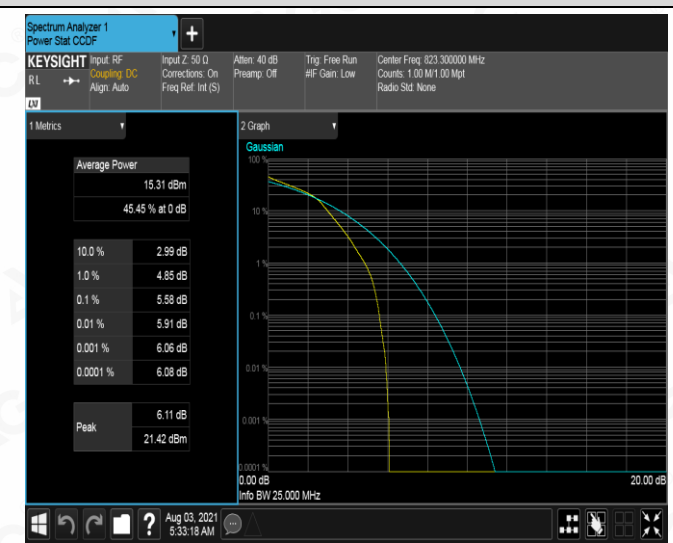 Spectrum Analyzer 1
Power Stat CCDF
+
KEYSIGHT
RL
LXI
Input: RF
Coupling: DC
Align: Auto
Input Z: 50 Ω
Corrections: On
Freq Ref: Int (S)
Atten: 40 dB
Preamp: Off
Trig: Free Run
#IF Gain: Low
Center Freq: 823.300000 MHz
Counts: 1.00 M/1.00 Mpt
Radio Std: None
1 Metrics
Average Power
15.31 dBm
45.45 % at 0 dB
10.0 % 2.99 dB
1.0 % 4.85 dB
0.1 % 5.58 dB
0.01 % 5.91 dB
0.001 % 6.06 dB
0.0001 % 6.08 dB
Peak
6.11 dB
21.42 dBm
2 Graph
Gaussian
100 %
10 %
1 %
0.1 %
0.01 %
0.001 %
0.0001 %
0.00 dB
20.00 dB
Info BW 25.000 MHz
?
Aug 03, 2021
5:33:18 AM